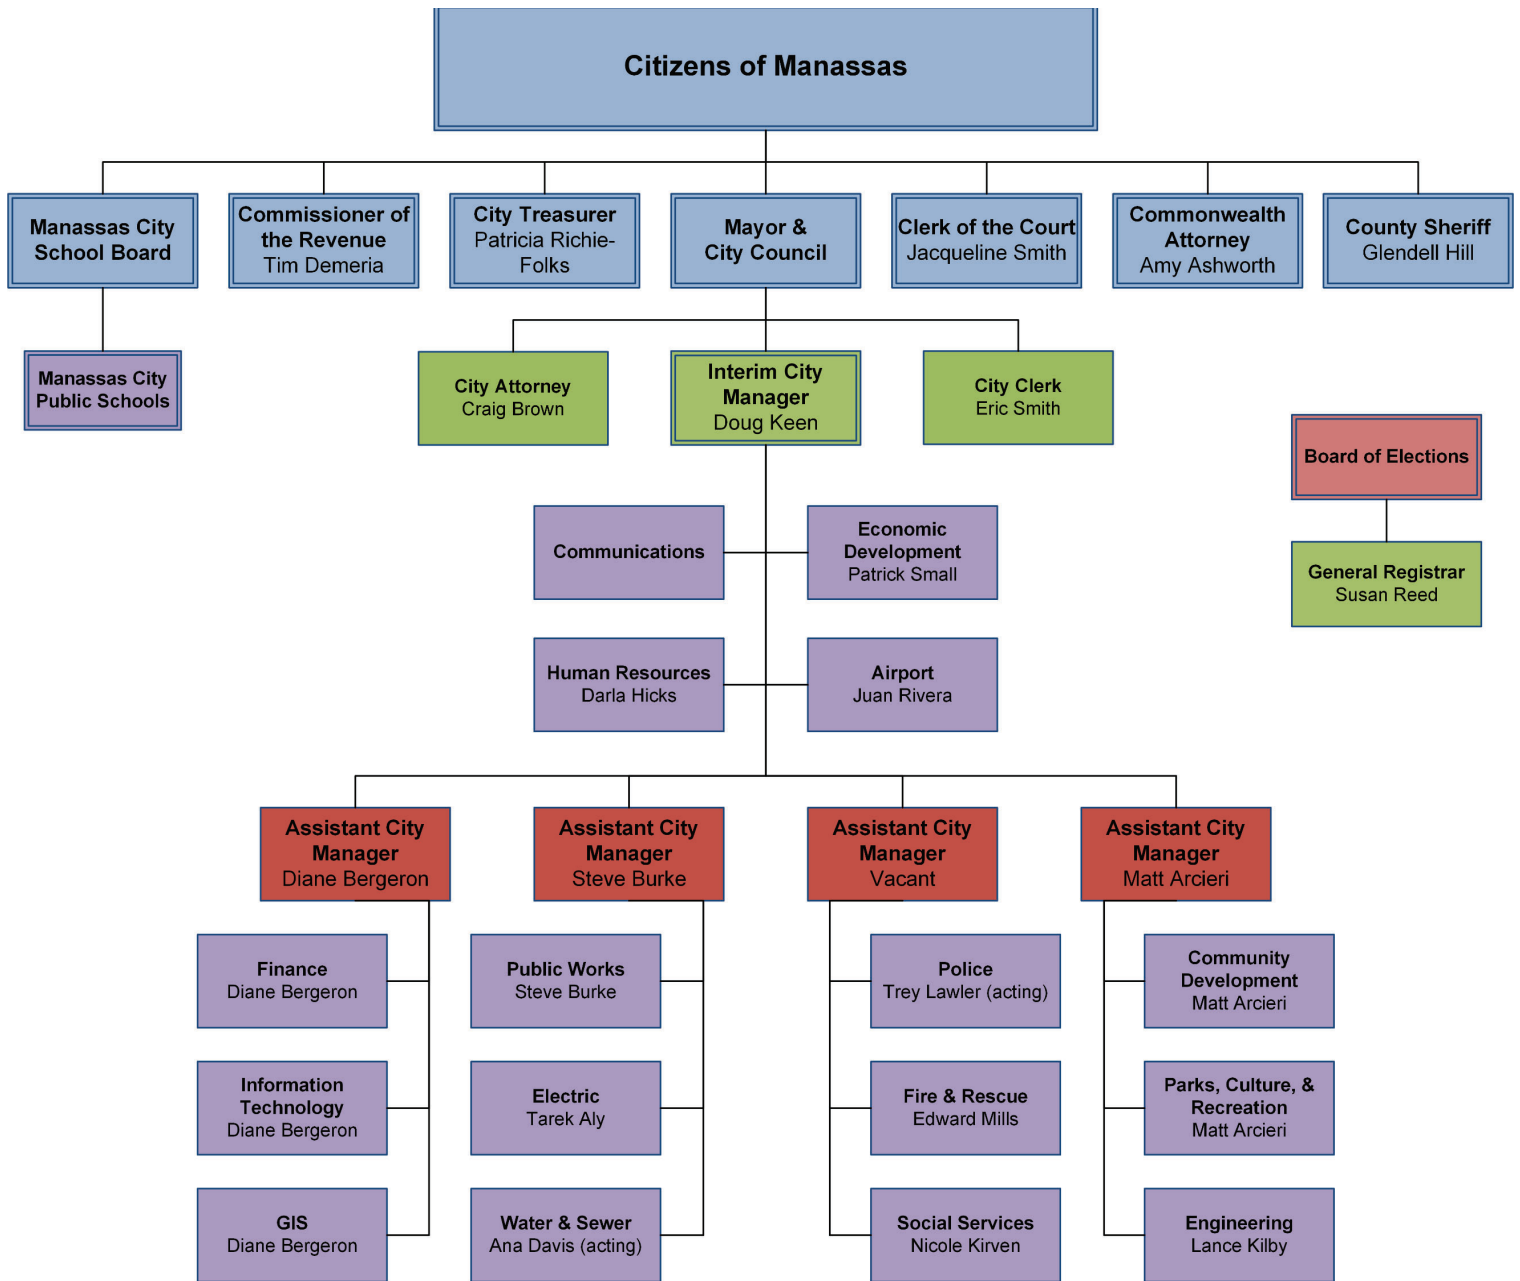 Citizens of Manassas
Manassas City
School Board
Commissioner of
the Revenue
Tim Demeria
City Treasurer
Patricia Richie-
Folks
Mayor &
City Council
Clerk of the Court
Jacqueline Smith
Commonwealth
Attorney
Amy Ashworth
County Sheriff
Glendell Hill
Manassas City
Public Schools
City Attorney
Craig Brown
Interim City
Manager
Doug Keen
City Clerk
Eric Smith
Board of Elections
General Registrar
Susan Reed
Communications
Economic
Development
Patrick Small
Human Resources
Darla Hicks
Airport
Juan Rivera
Assistant City
Manager
Diane Bergeron
Assistant City
Manager
Steve Burke
Assistant City
Manager
Vacant
Assistant City
Manager
Matt Arcieri
Finance
Diane Bergeron
Public Works
Steve Burke
Police
Trey Lawler (acting)
Community
Development
Matt Arcieri
Information
Technology
Diane Bergeron
Electric
Tarek Aly
Fire & Rescue
Edward Mills
Parks, Culture, &
Recreation
Matt Arcieri
GIS
Diane Bergeron
Water & Sewer
Ana Davis (acting)
Social Services
Nicole Kirven
Engineering
Lance Kilby